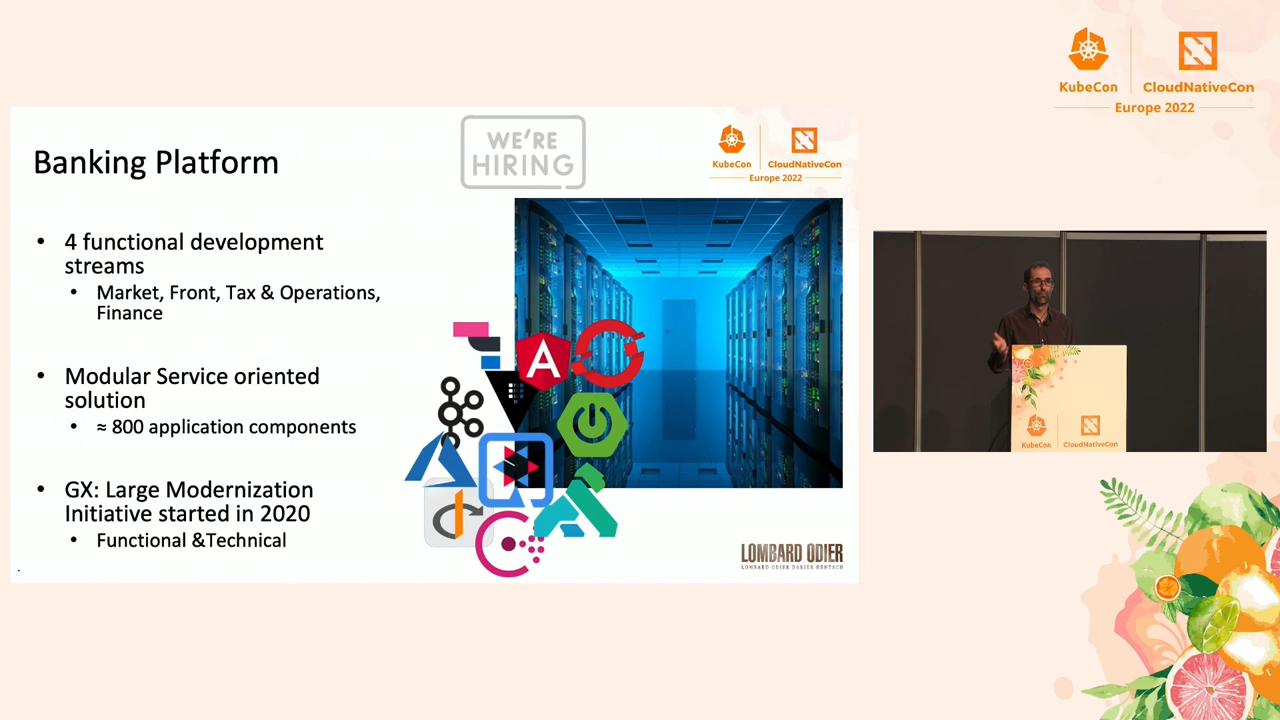 KubeCon
CloudNativeCon
Europe 2022
WE'RE
HIRING
KubeCon
CloudNativeCon
Europe 2022
Banking Platform
• 4 functional development
streams
• Market, Front, Tax & Operations,
Finance
• Modular Service oriented
solution
• ≈ 800 application components
• GX: Large Modernization
Initiative started in 2020
• Functional &Technical
A
LOMBARD ODIER
LOMBARD ODIER DARIER HENTSCH
KubeCon
CloudNativeCon